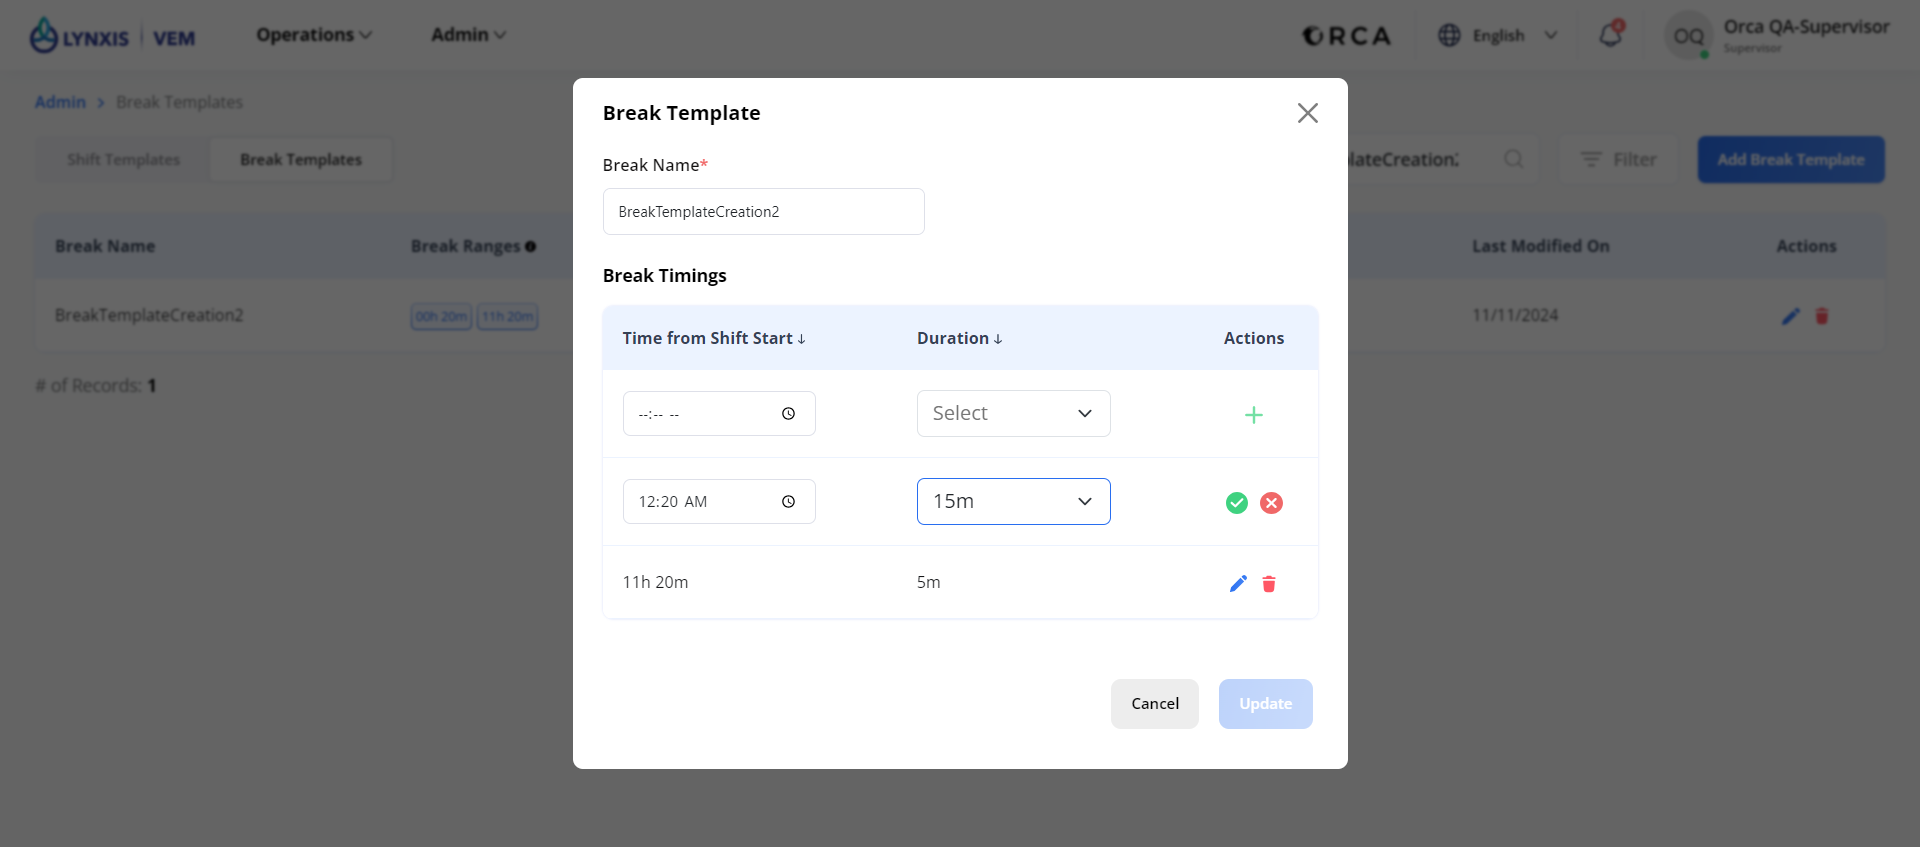 LYNXIS | VEM Operations Admin ORCA English 4 OQ Orca QA-Supervisor
Supervisor
Admin > Break Templates
Shift Templates Break Templates lateCreation2 Filter Add Break Template
Break Name Break Ranges Last Modified On Actions
BreakTemplateCreation2 00h 20m 11h 20m 11/11/2024
# of Records: 1
Break Template
Break Name*
BreakTemplateCreation2
Break Timings
Time from Shift Start ↓ Duration ↓ Actions
--:-- -- Select
12:20 AM 15m
11h 20m 5m
Cancel Update